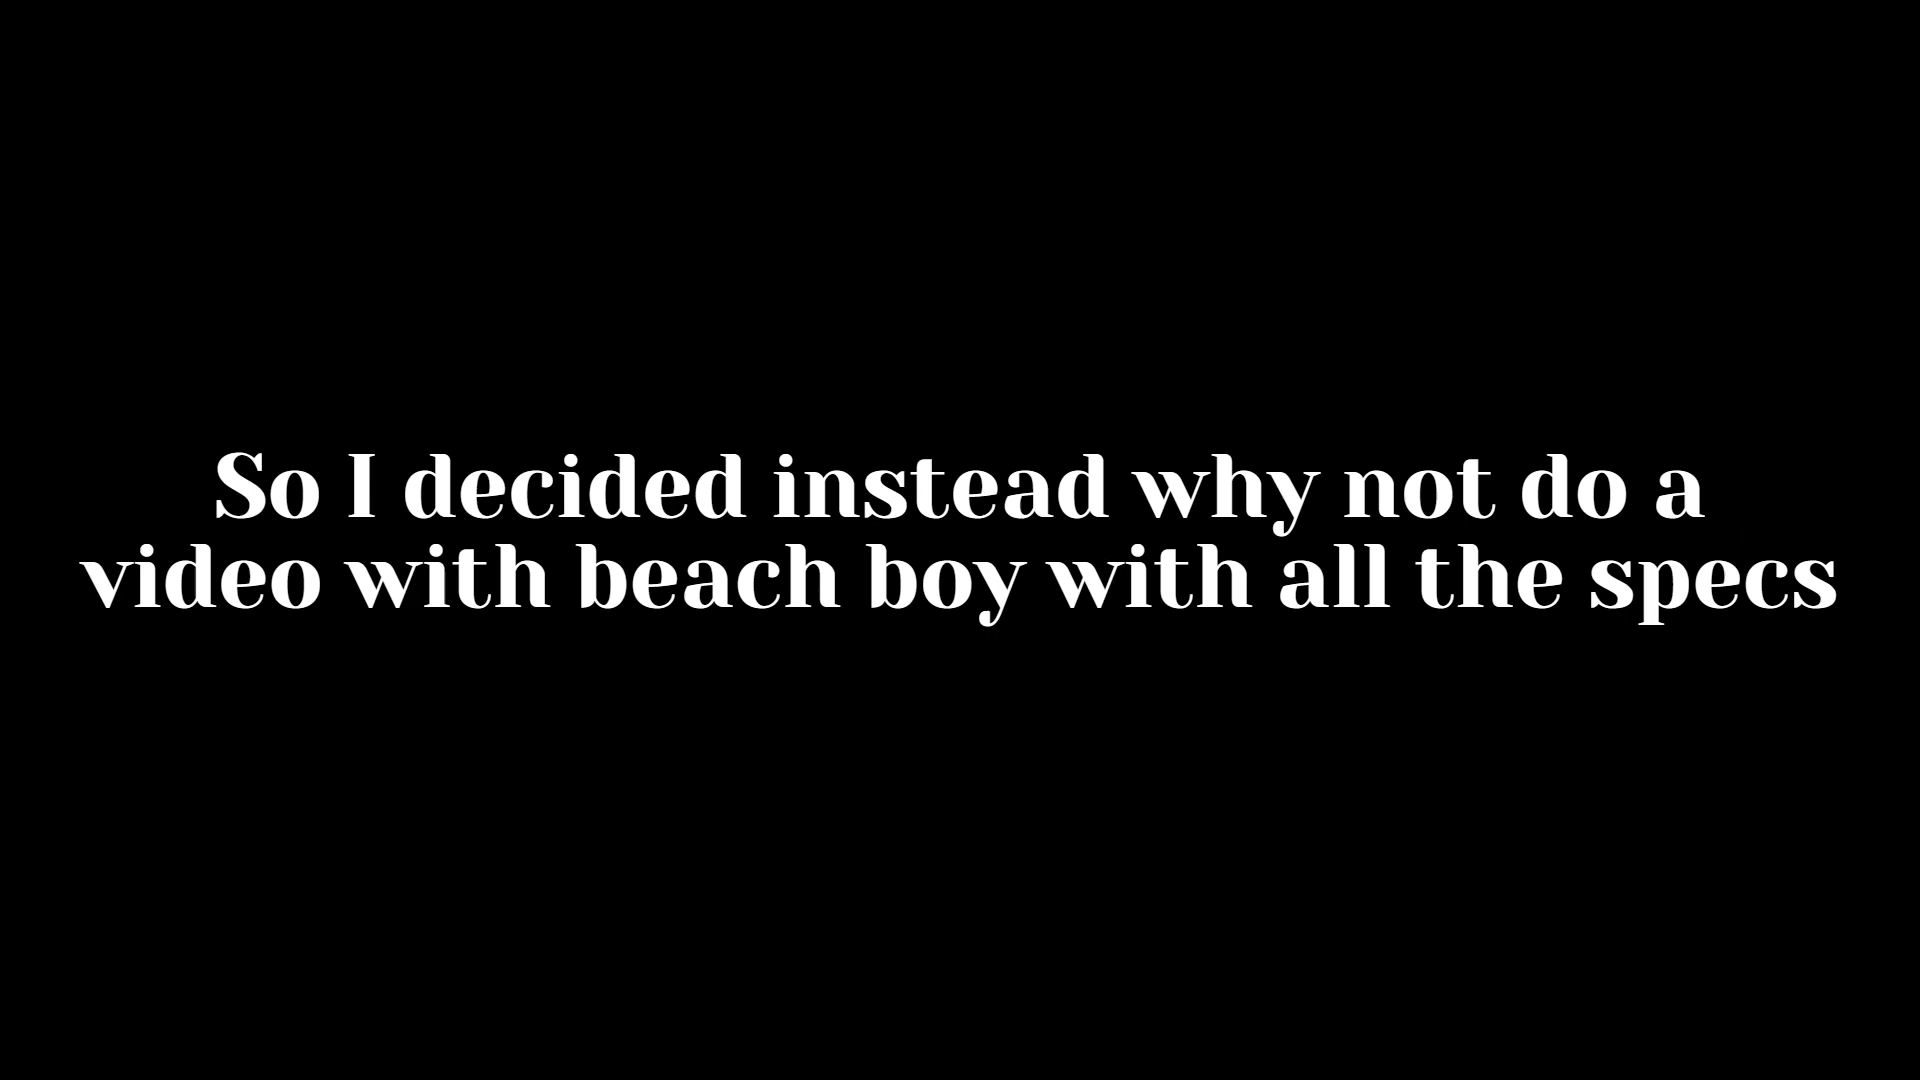 So I decided instead why not do a
video with beach boy with all the specs